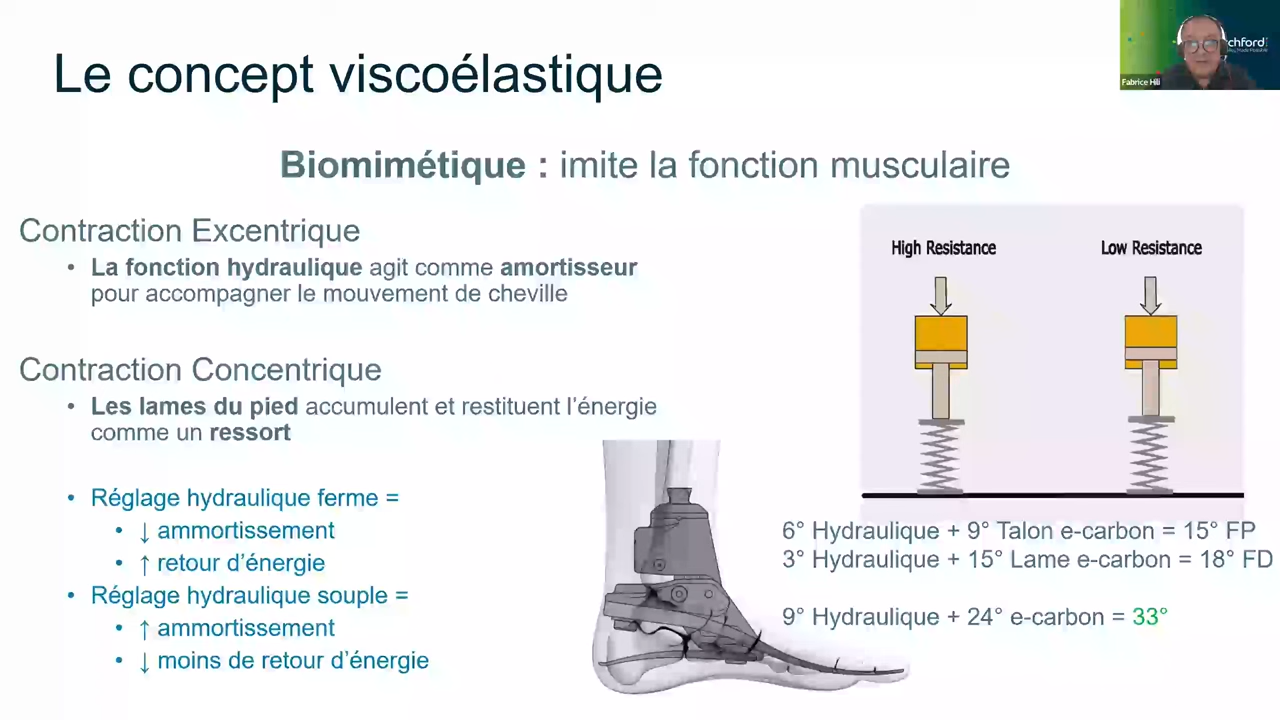 Le concept viscoélastique
Biomimétique : imite la fonction musculaire
Contraction Excentrique
• La fonction hydraulique agit comme amortisseur
pour accompagner le mouvement de cheville
Contraction Concentrique
• Les lames du pied accumulent et restituent l’énergie
comme un ressort
• Réglage hydraulique ferme =
• ↓ ammortissement
• ↑ retour d’énergie
• Réglage hydraulique souple =
• ↑ ammortissement
• ↓ moins de retour d’énergie
High Resistance
Low Resistance
6° Hydraulique + 9° Talon e-carbon = 15° FP
3° Hydraulique + 15° Lame e-carbon = 18° FD
9° Hydraulique + 24° e-carbon = 33°
chford
Fabrice Hili